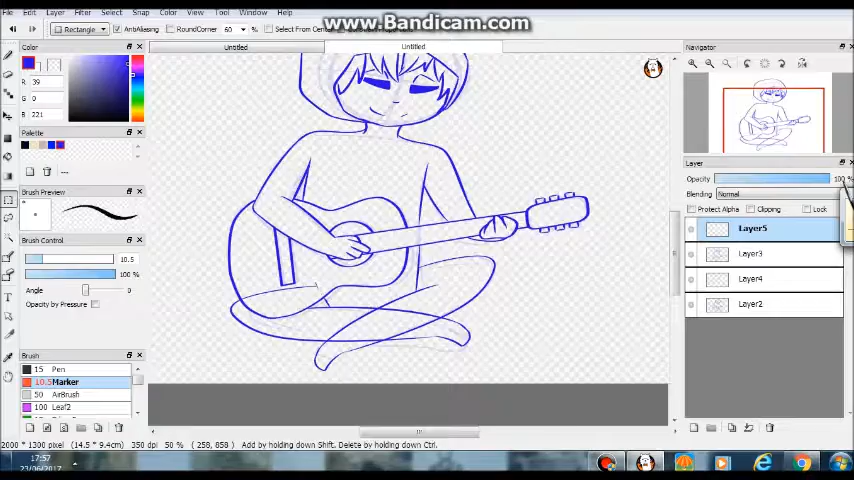 www.Bandicam.com
File Edit Layer Filter Select Snap Color View Tool Window Help
Rectangle AntiAliasing RoundCorner 60 Select From Center
Color Untitled Untitled Navigator
R 39
G 0
B 221
Palette
Layer
Opacity 100 %
Brush Preview
Blending Normal
Protect Alpha Clipping Lock
Layer5
Brush Control
Layer3
10.5
100 %
Layer4
Angle 0
Opacity by Pressure
Layer2
Brush
15 Pen
10.5 Marker
50 AirBrush
100 Leaf2
2000 * 1300 pixel (14.5 * 9.4cm) 350 dpi 50 % ( 258, 858 ) Add by holding down Shift. Delete by holding down Ctrl.
17:57
23/06/2017